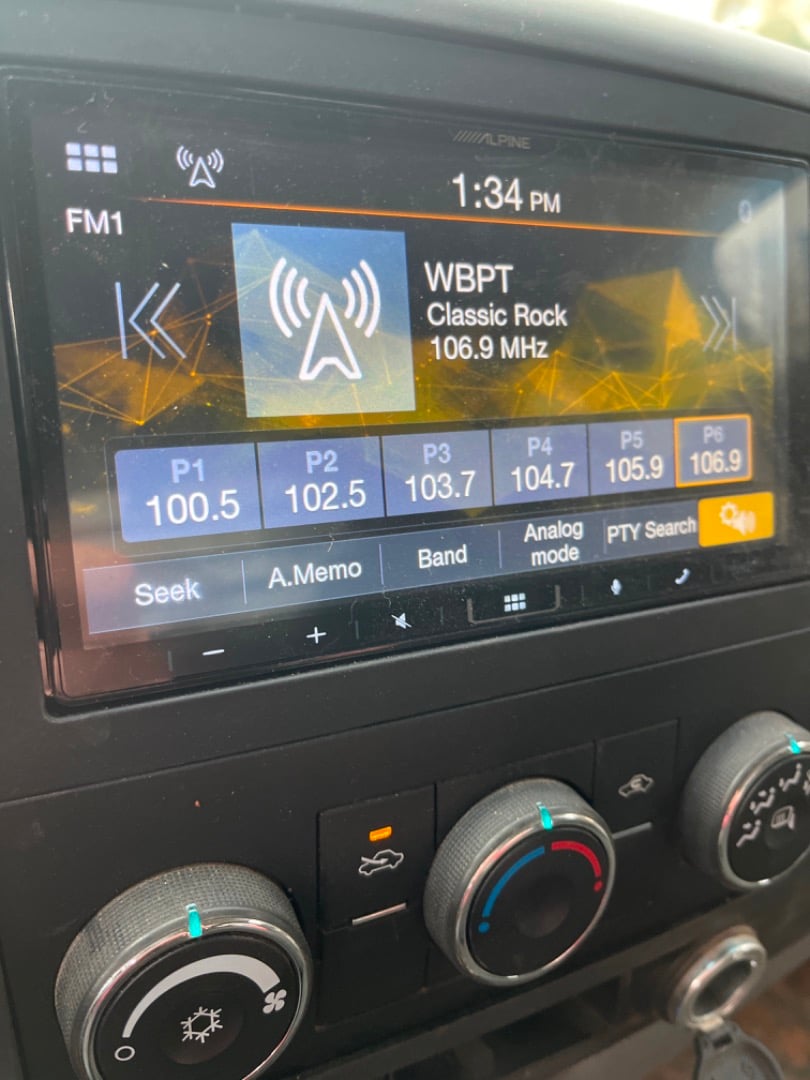 ALPINE
1:34 PM
FM1
WBPT
Classic Rock
106.9 MHz
P1 P2 P3 P4 P5 P6
100.5 102.5 103.7 104.7 105.9 106.9
Seek A.Memo Band Analog mode PTY Search